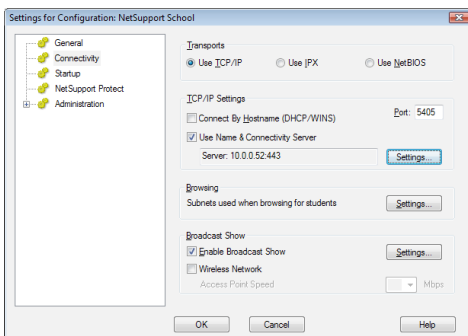 Settings for Configuration: NetSupport School
General
Connectivity
Startup
NetSupport Protect
Administration
Transports
Use TCP/IP
Use IPX
Use NetBIOS
TCP/IP Settings
Connect By Hostname (DHCP/WINS)
Port: 5405
Use Name & Connectivity Server
Server: 10.0.0.52:443
Settings...
Browsing
Subnets used when browsing for students
Settings...
Broadcast Show
Enable Broadcast Show
Settings...
Wireless Network
Access Point Speed
Mbps
OK
Cancel
Help